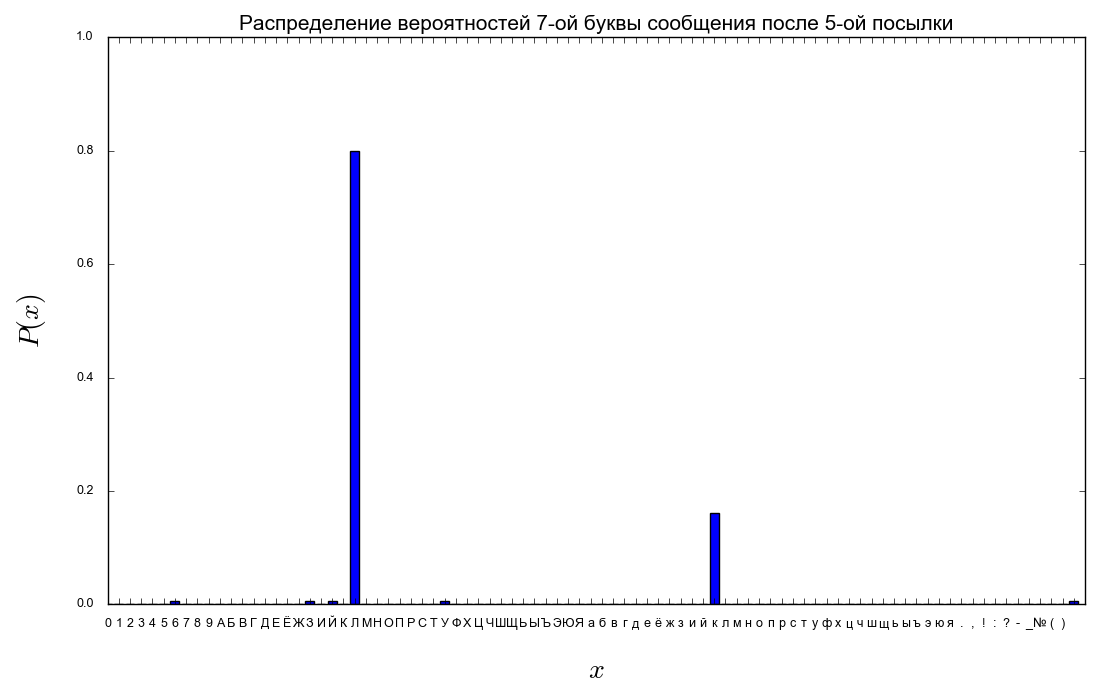 Распределение вероятностей 7-ой буквы сообщения после 5-ой посылки
1.0
0.8
0.6
0.4
0.2
0.0
P(x)
0 1 2 3 4 5 6 7 8 9 А Б В Г Д Е Ё Ж З И Й К Л М Н О П Р С Т У Ф Х Ц Ч Ш Щ Ь Ы Ъ Э Ю Я а б в г д е ё ж з и й к л м н о п р с т у ф х ц ч ш щ ь ы ъ э ю я . , ! : ? - _ № ( )
x